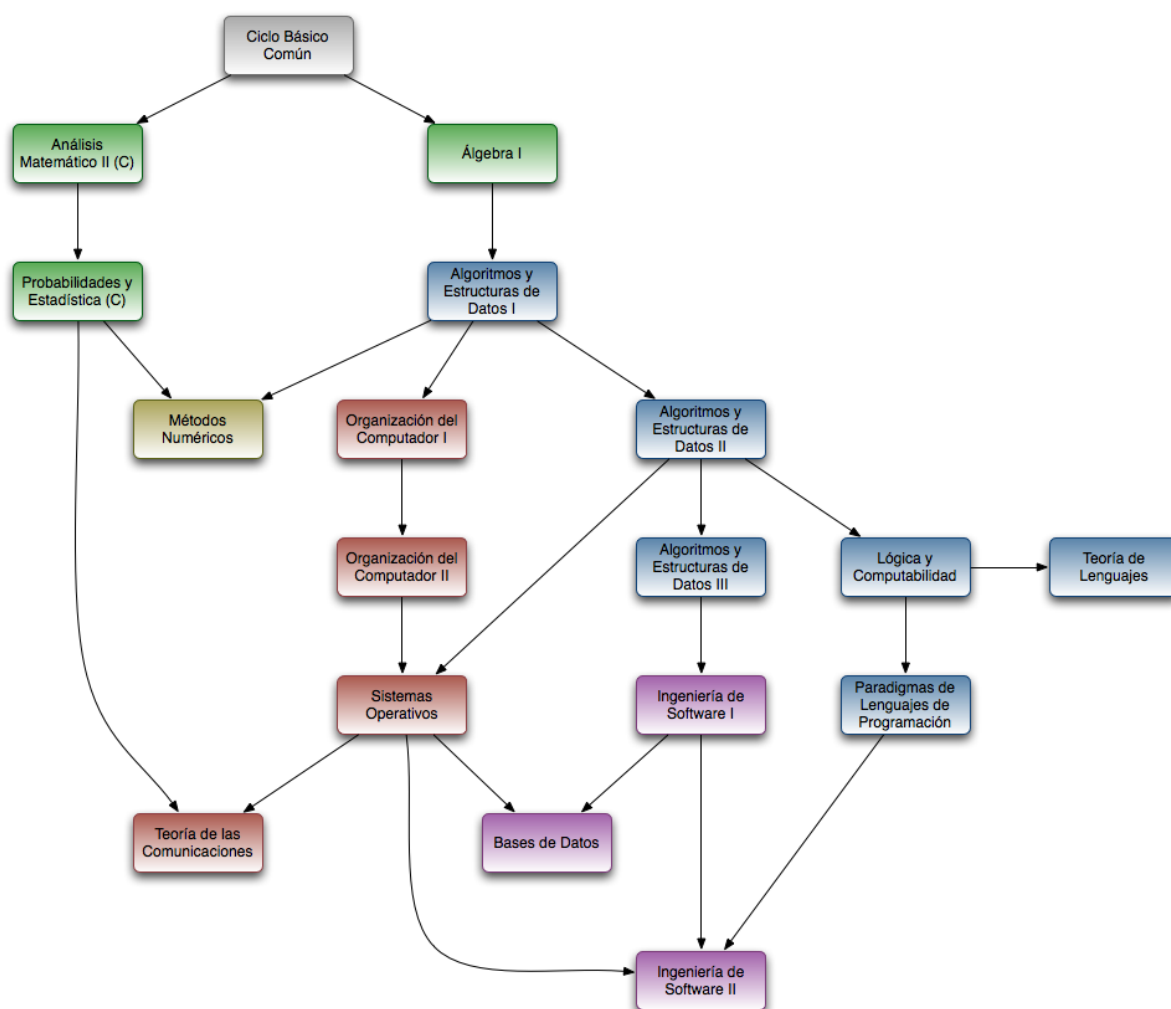 Ciclo Básico
Común
Análisis
Matemático II (C)
Álgebra I
Probabilidades y
Estadística (C)
Algoritmos y
Estructuras de
Datos I
Métodos
Numéricos
Organización del
Computador I
Algoritmos y
Estructuras de
Datos II
Organización del
Computador II
Algoritmos y
Estructuras de
Datos III
Lógica y
Computabilidad
Teoría de
Lenguajes
Sistemas
Operativos
Ingeniería de
Software I
Paradigmas de
Lenguajes de
Programación
Teoría de las
Comunicaciones
Bases de Datos
Ingeniería de
Software II